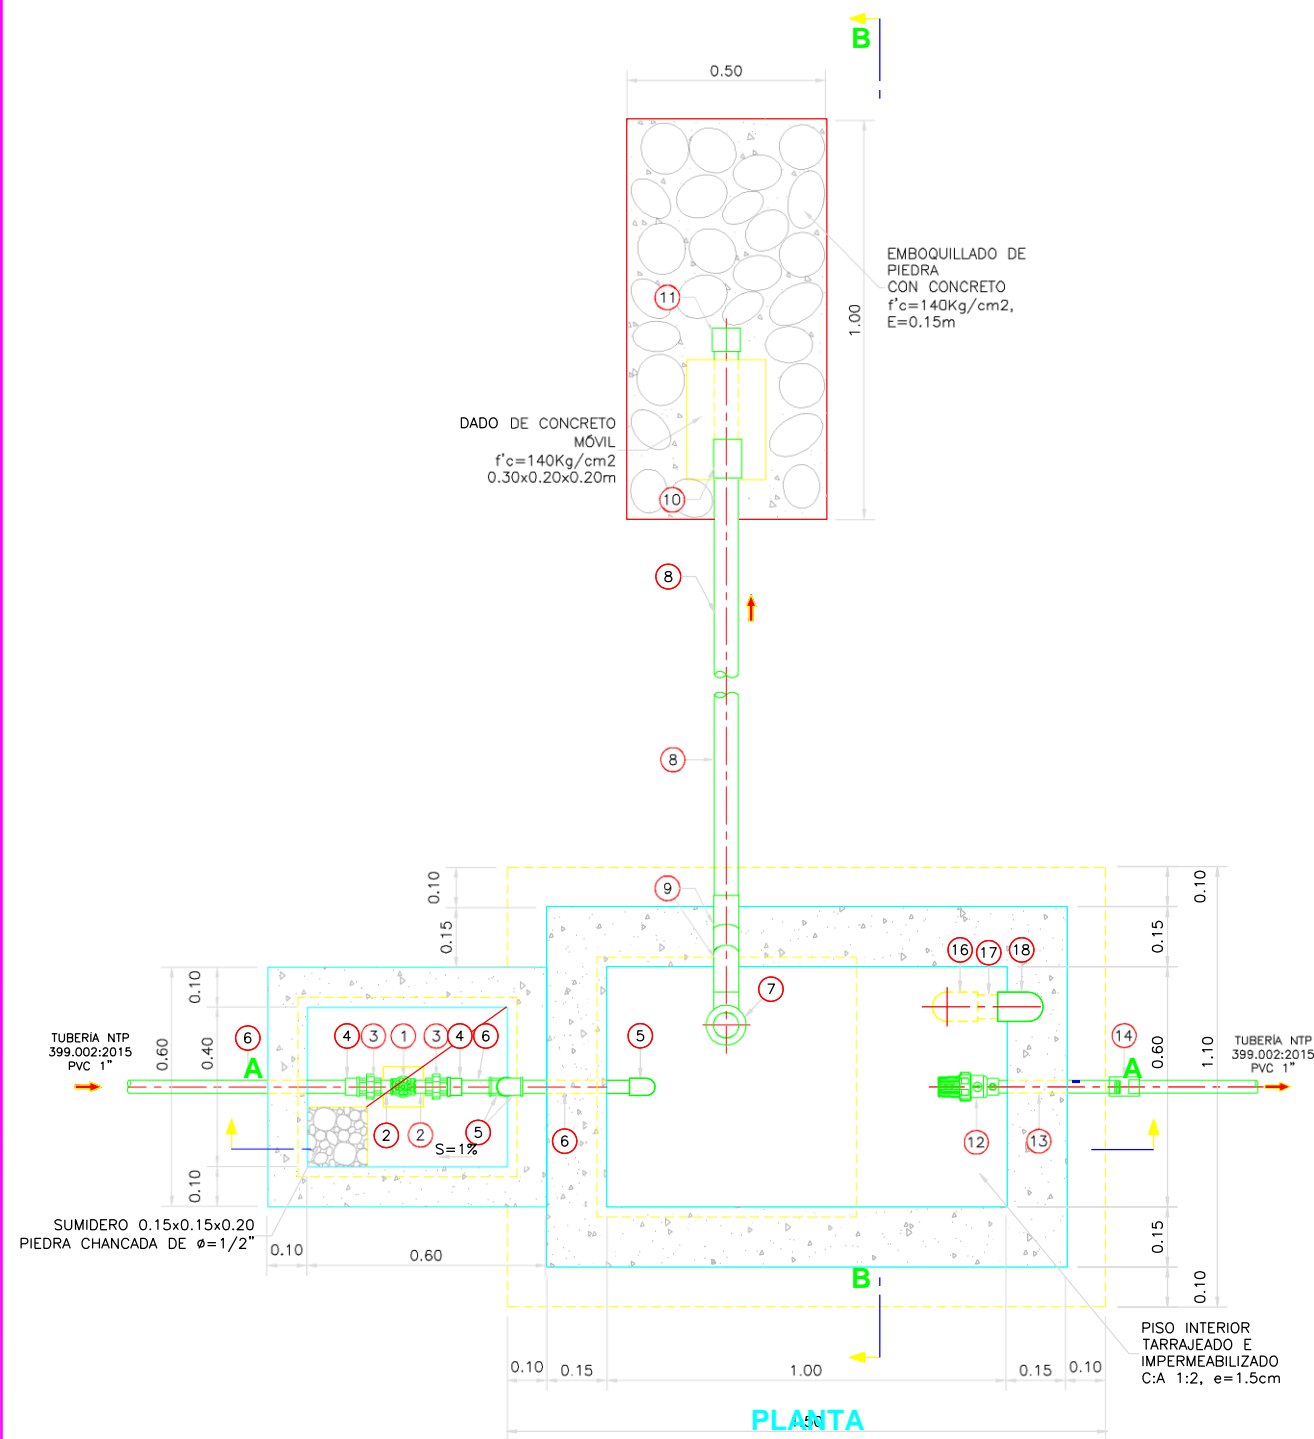 B
0.50
EMBOQUILLADO DE
PIEDRA
CON CONCRETO
f'c=140Kg/cm2,
E=0.15m
1.00
11
DADO DE CONCRETO
MÓVIL
f'c=140Kg/cm2
0.30x0.20x0.20m
10
8
8
9
0.10
0.15
0.10
0.15
7
16
17
18
5
0.60
1.10
14
A
TUBERÍA NTP
399.002:2015
PVC 1"
TUBERÍA NTP
399.002:2015
PVC 1"
6
A
0.10
0.60
0.40
0.10
4
3
1
3
4
6
2
2
5
S=1%
6
12
13
SUMIDERO 0.15x0.15x0.20
PIEDRA CHANCADA DE ø=1/2"
0.10
0.60
0.15
0.10
B
PISO INTERIOR
TARRAJEADO E
IMPERMEABILIZADO
C:A 1:2, e=1.5cm
0.10
0.15
1.00
0.15
0.10
PLANTA